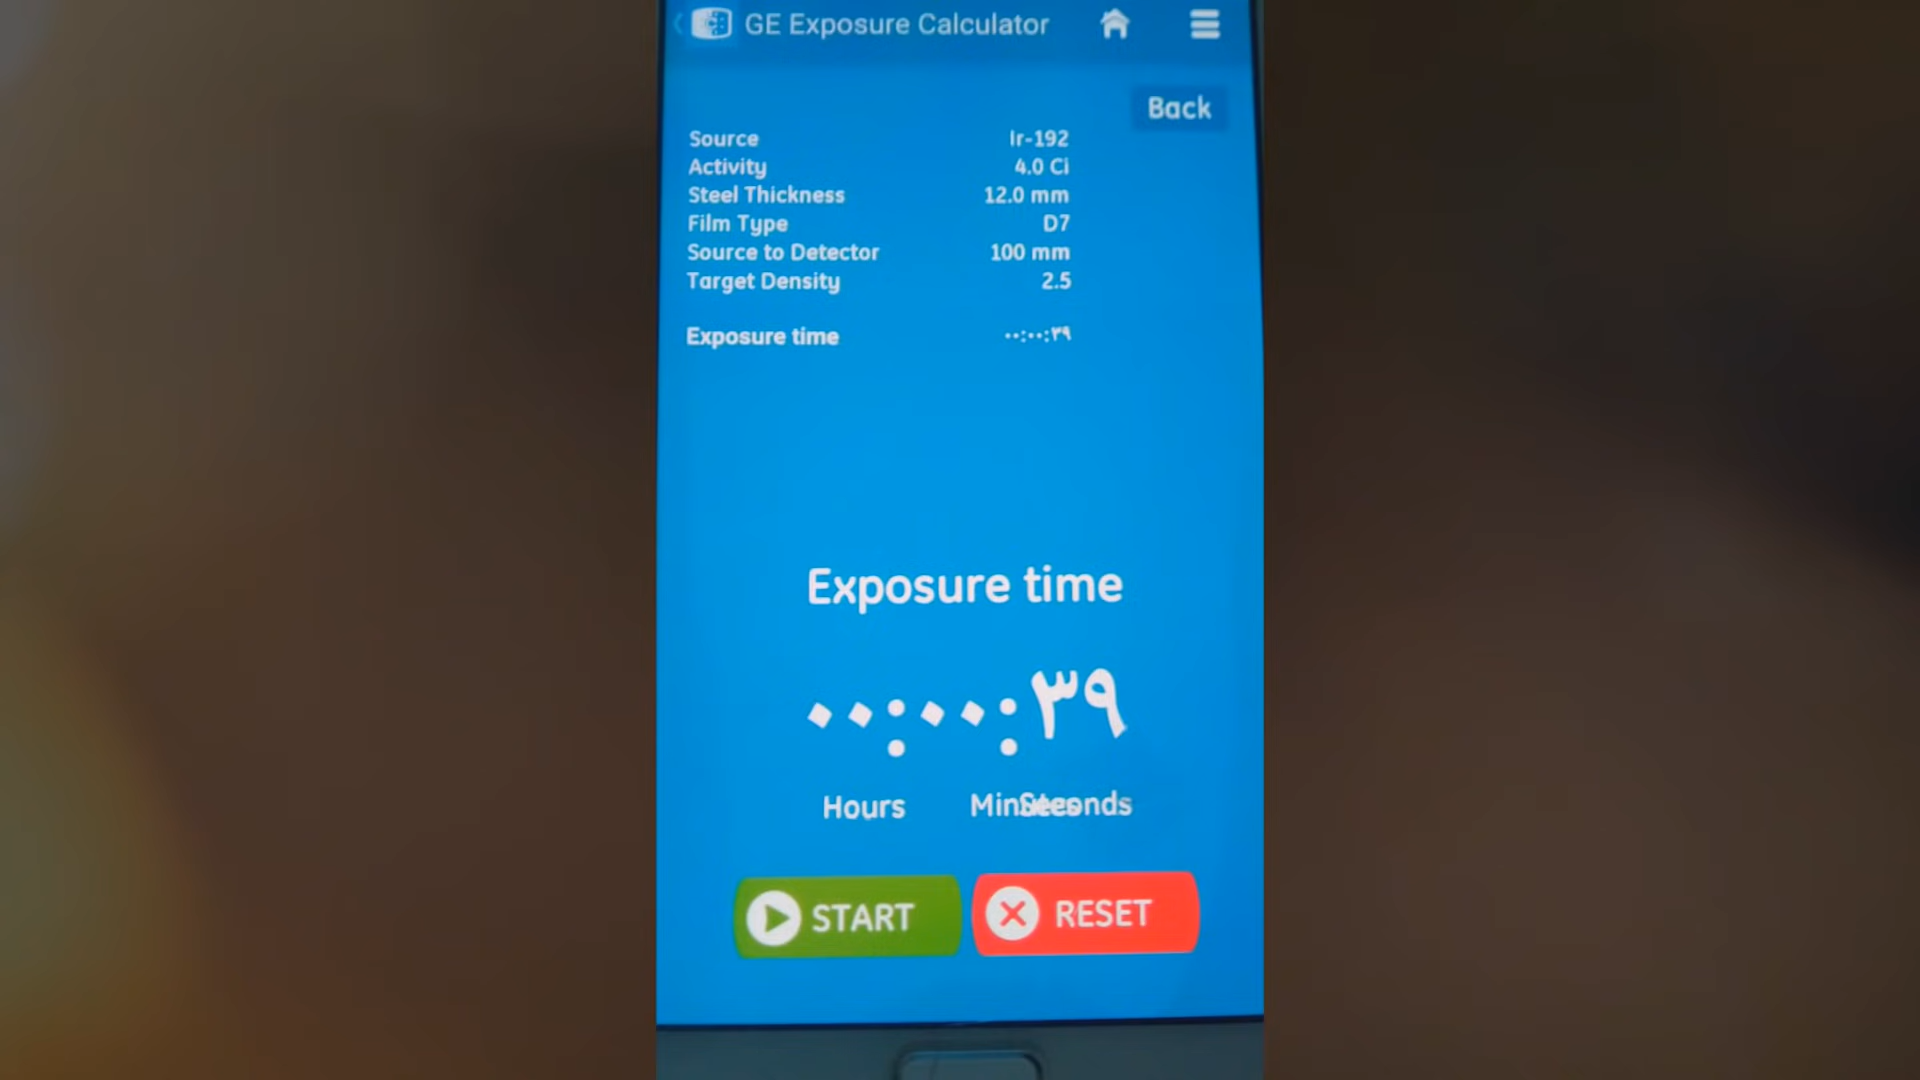 GE Exposure Calculator
Back
Source Ir-192
Activity 4.0 Ci
Steel Thickness 12.0 mm
Film Type D7
Source to Detector 100 mm
Target Density 2.5
Exposure time ٠٠:٠٠:٣٩
Exposure time
٠٠:٠٠:٣٩
Hours Minutes Seconds
START RESET